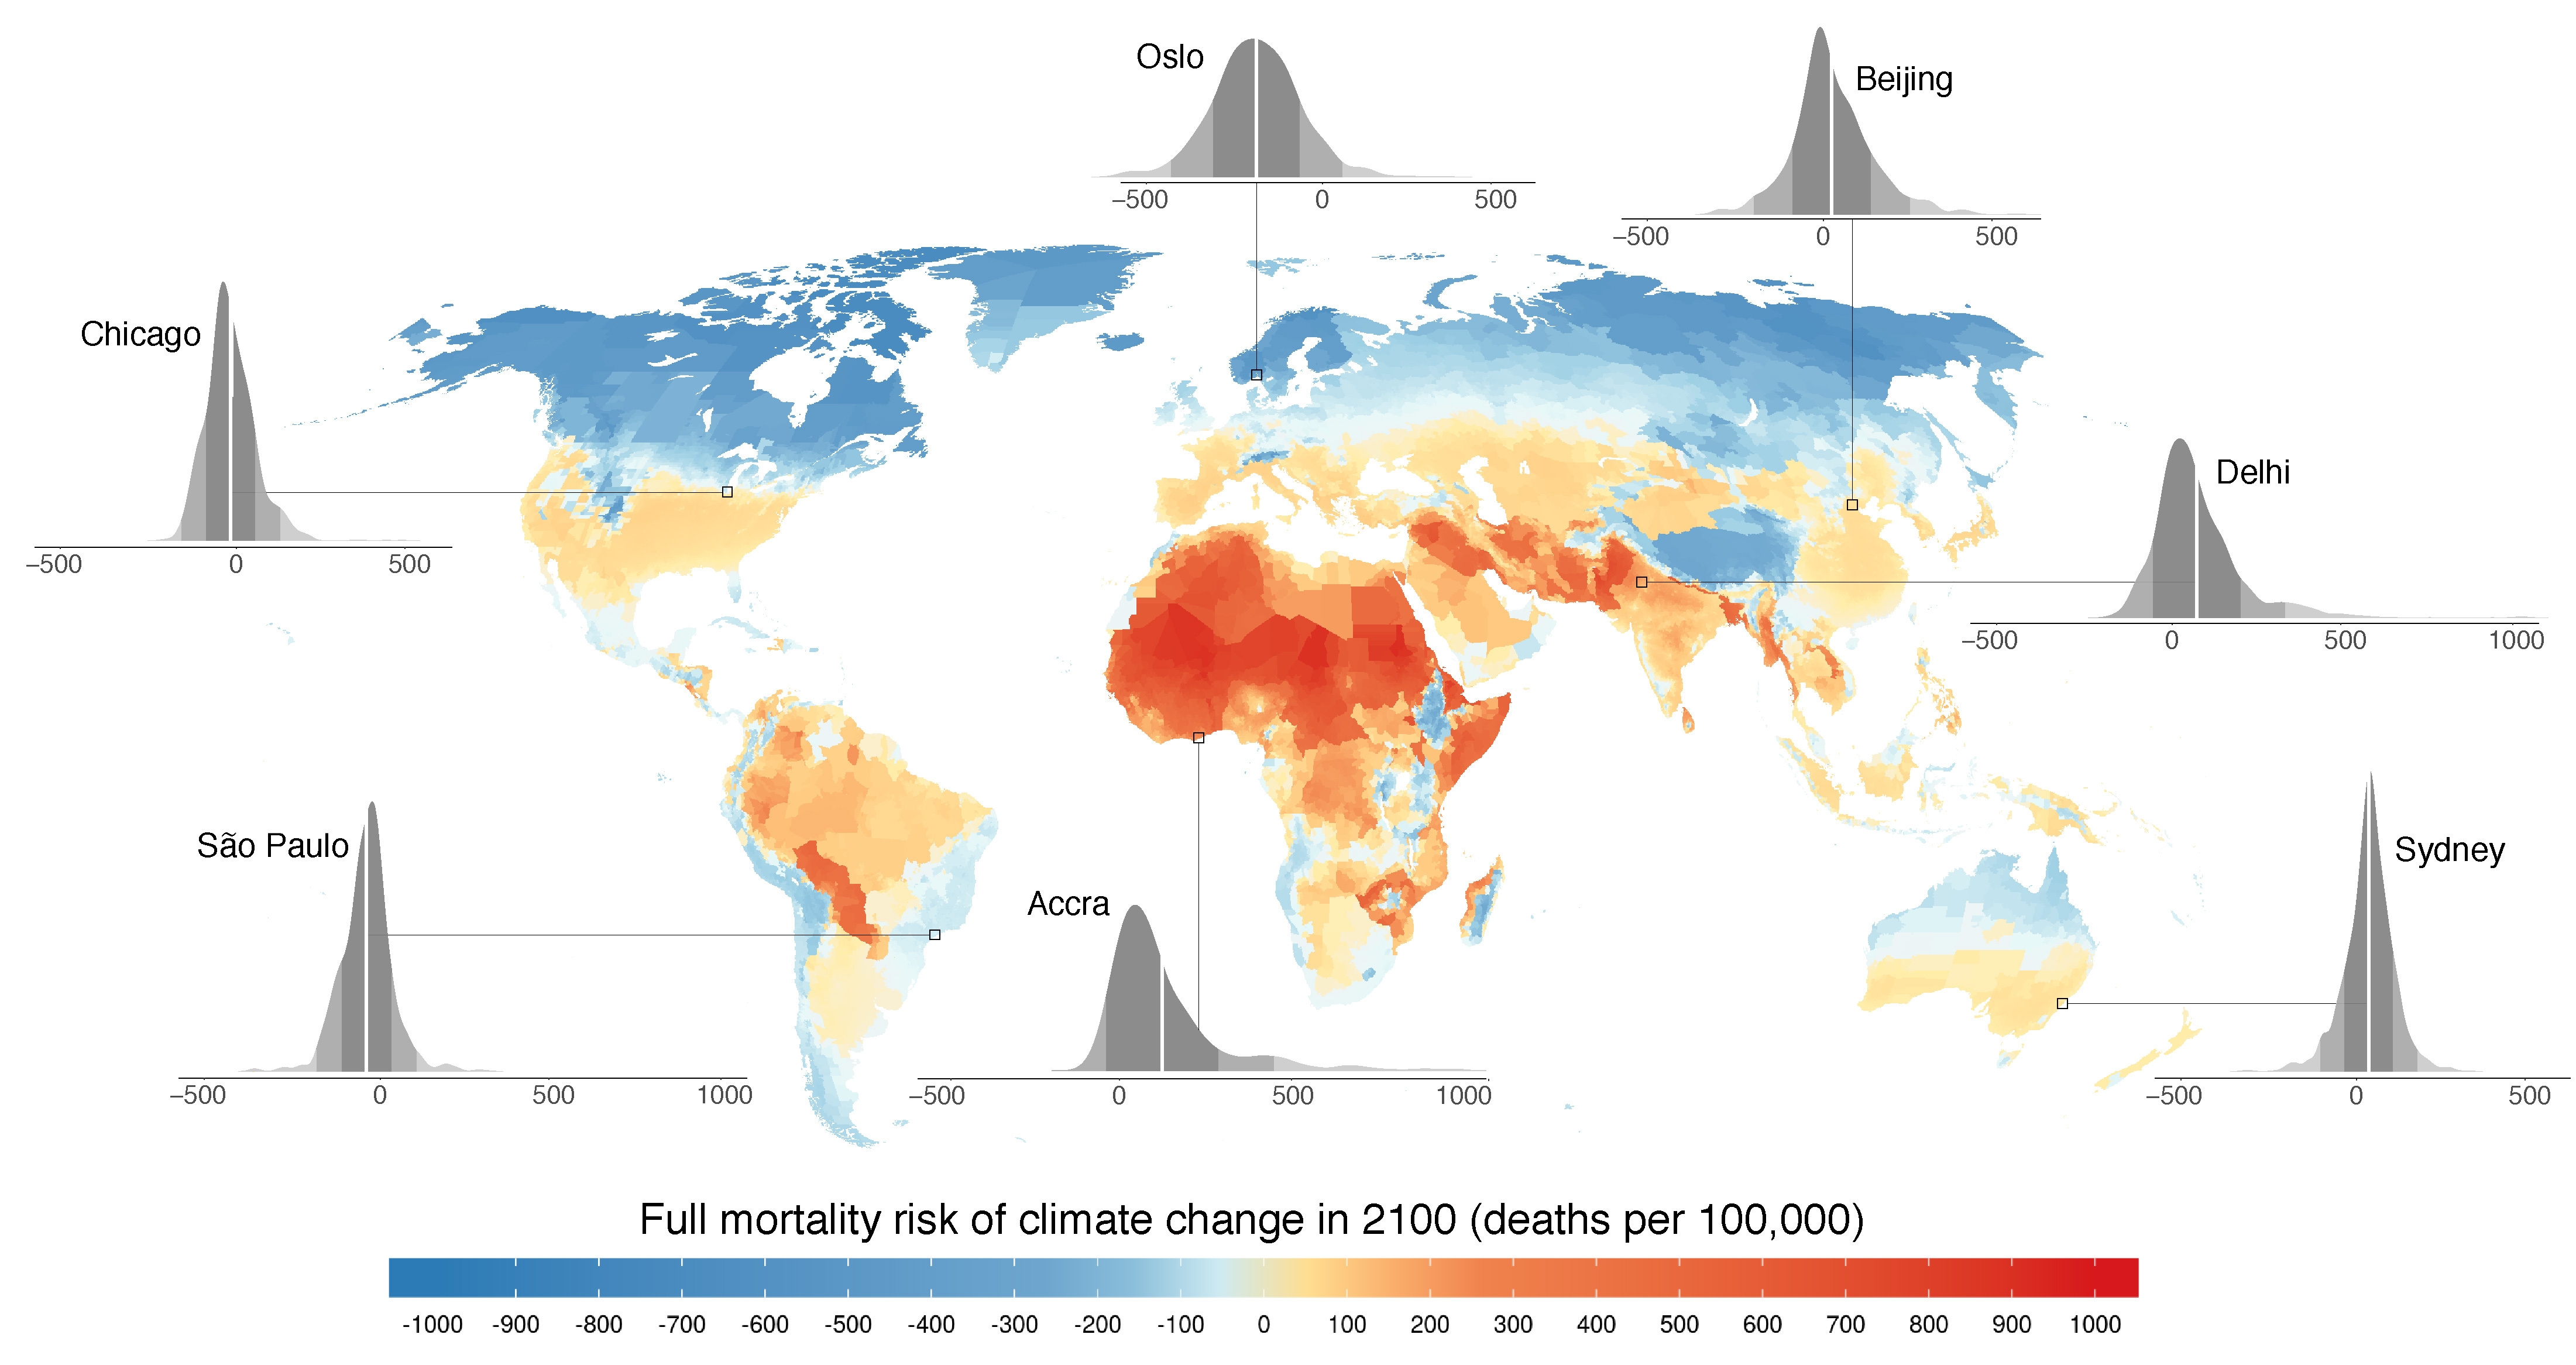 Oslo
−500 0 500
Beijing
−500 0 500
Chicago
−500 0 500
Delhi
−500 0 500 1000
São Paulo
−500 0 500 1000
Accra
−500 0 500 1000
Sydney
−500 0 500
Full mortality risk of climate change in 2100 (deaths per 100,000)
-1000 -900 -800 -700 -600 -500 -400 -300 -200 -100 0 100 200 300 400 500 600 700 800 900 1000